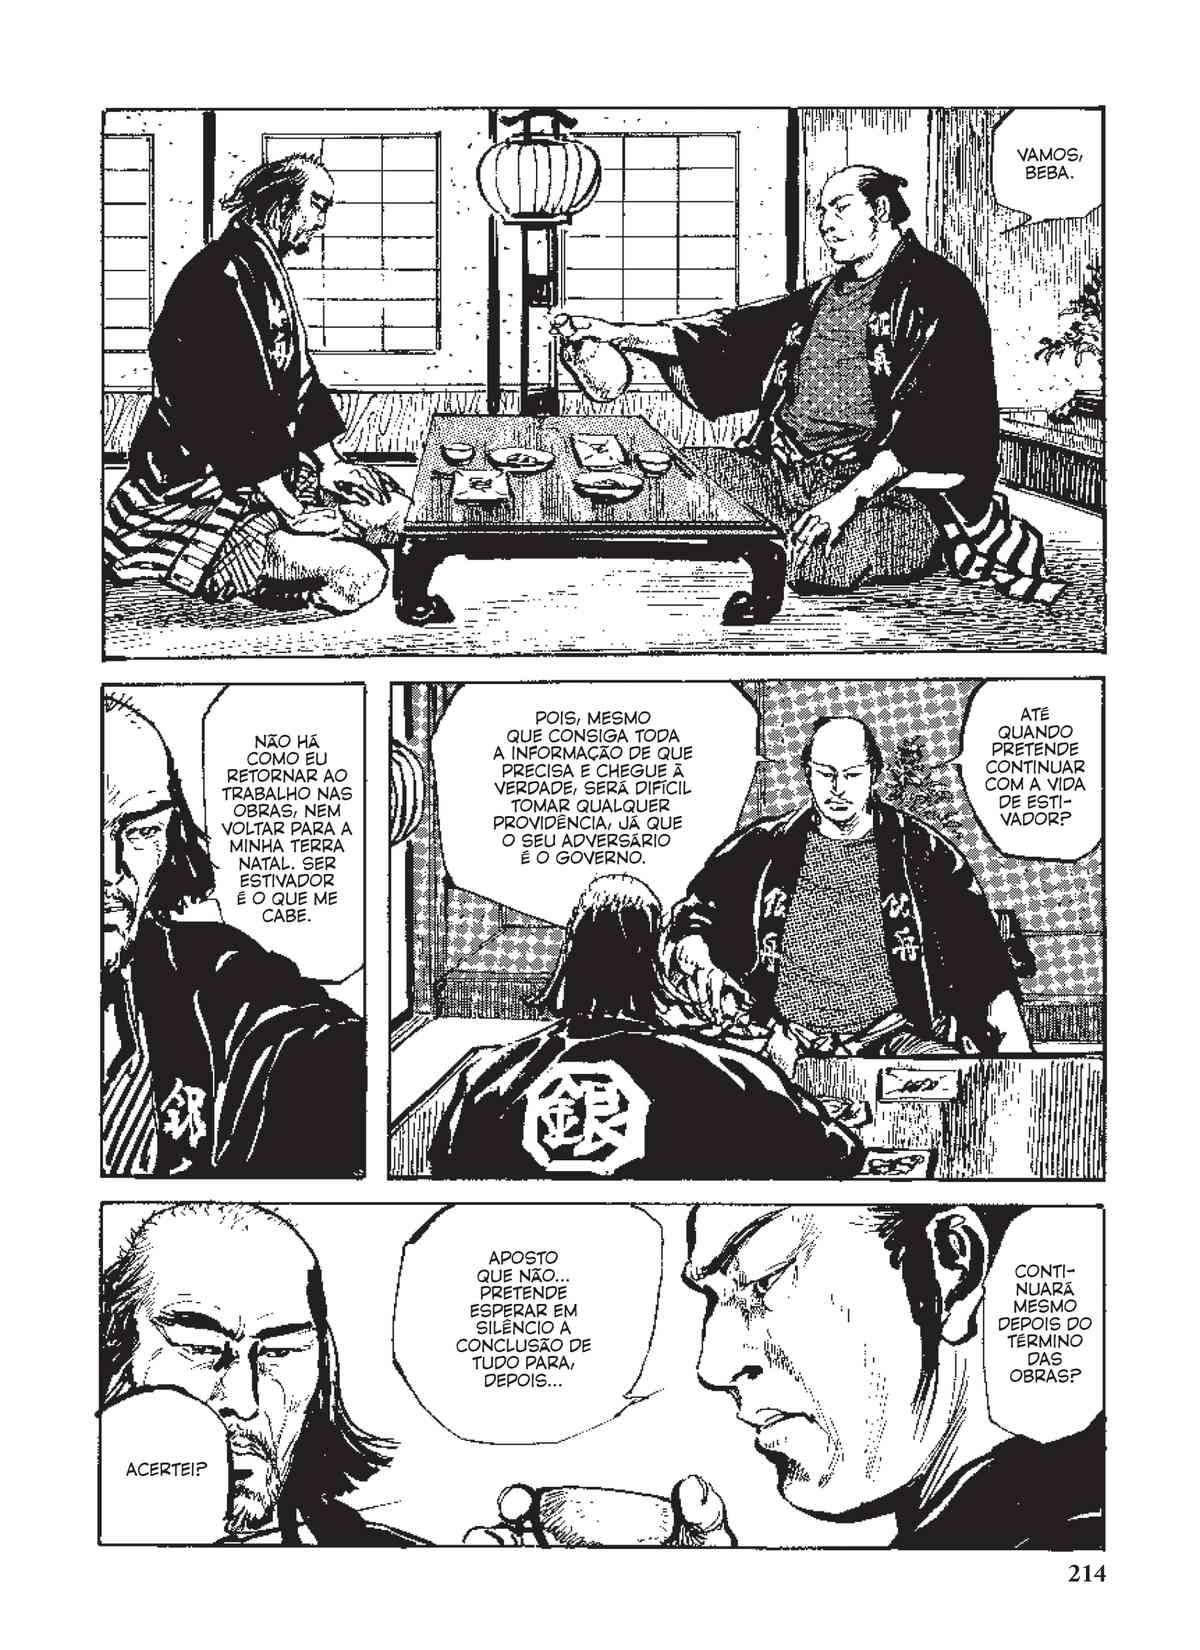 VAMOS,
BEBA.
ATÉ
QUANDO
PRETENDE
CONTINUAR
COM A VIDA
DE ESTI-
VADOR?
POIS, MESMO
QUE CONSIGA TODA
A INFORMAÇÃO DE QUE
PRECISA E CHEGUE À
VERDADE, SERÁ DIFÍCIL
TOMAR QUALQUER
PROVIDÊNCIA, JÁ QUE
O SEU ADVERSÁRIO
É O GOVERNO.
銀
NÃO HÁ
COMO EU
RETORNAR AO
TRABALHO NAS
OBRAS, NEM
VOLTAR PARA A
MINHA TERRA
NATAL. SER
ESTIVADOR
É O QUE ME
CABE.
銀
CONTI-
NUARÁ
MESMO
DEPOIS DO
TÉRMINO
DAS
OBRAS?
APOSTO
QUE NÃO...
PRETENDE
ESPERAR EM
SILÊNCIO A
CONCLUSÃO DE
TUDO PARA,
DEPOIS...
ACERTEI?
214